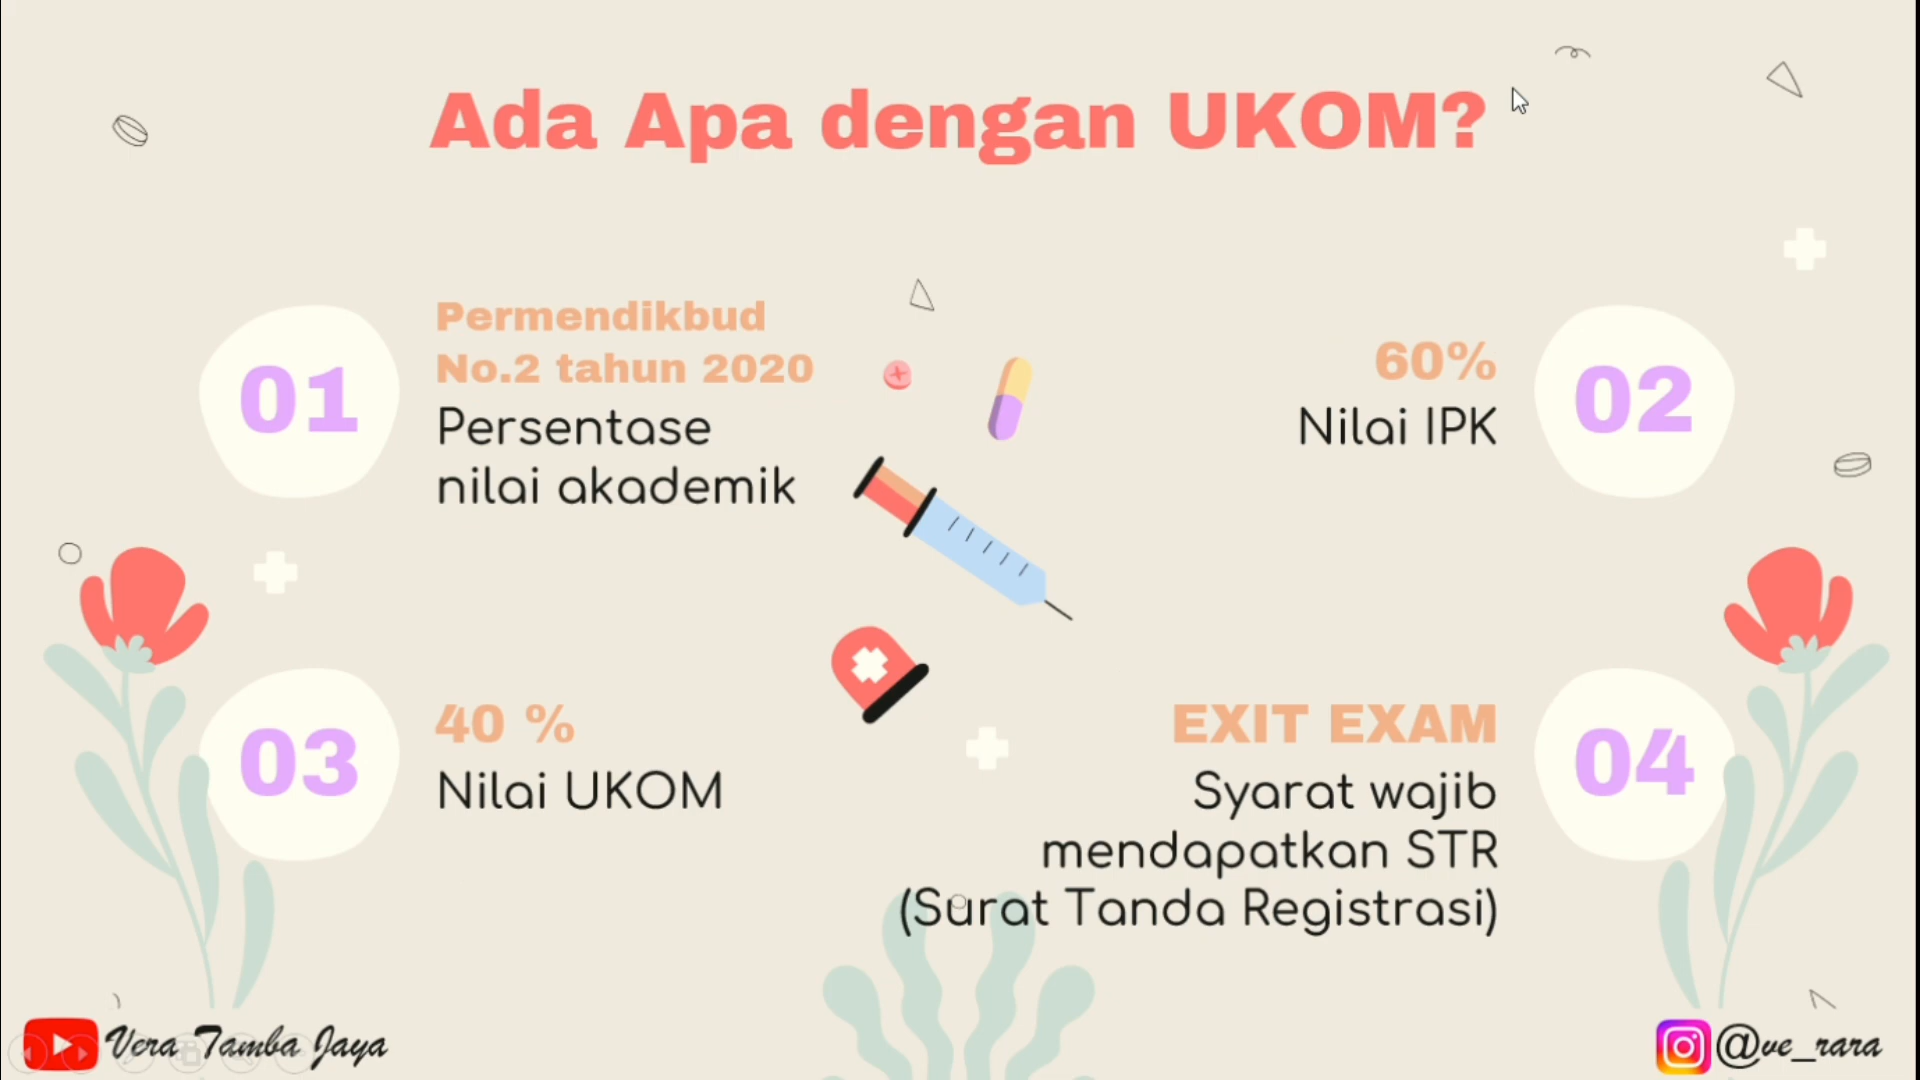 Ada Apa dengan UKOM?
01
Permendikbud
No.2 tahun 2020
Persentase
nilai akademik
60%
Nilai IPK
02
03
40 %
Nilai UKOM
EXIT EXAM
Syarat wajib
mendapatkan STR
(Surat Tanda Registrasi)
04
Vera Tamba Jaya
@ve_rara